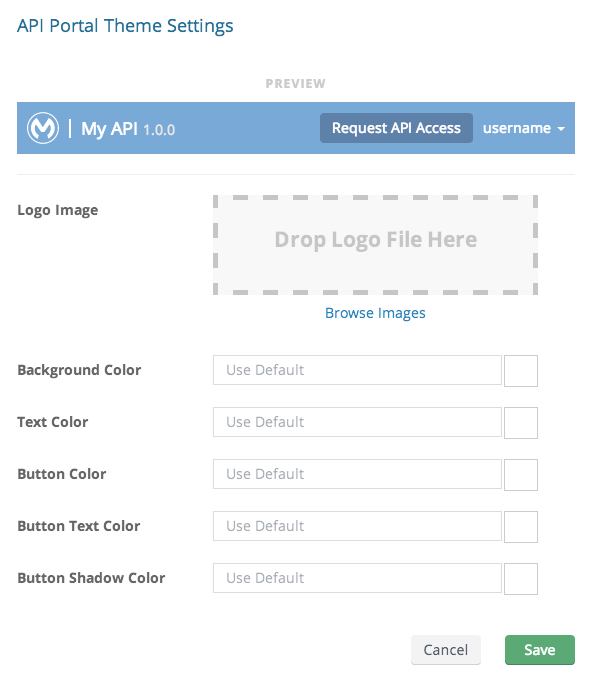 API Portal Theme Settings
PREVIEW
My API 1.0.0 Request API Access username
Logo Image
Drop Logo File Here
Browse Images
Background Color Use Default
Text Color Use Default
Button Color Use Default
Button Text Color Use Default
Button Shadow Color Use Default
Cancel Save